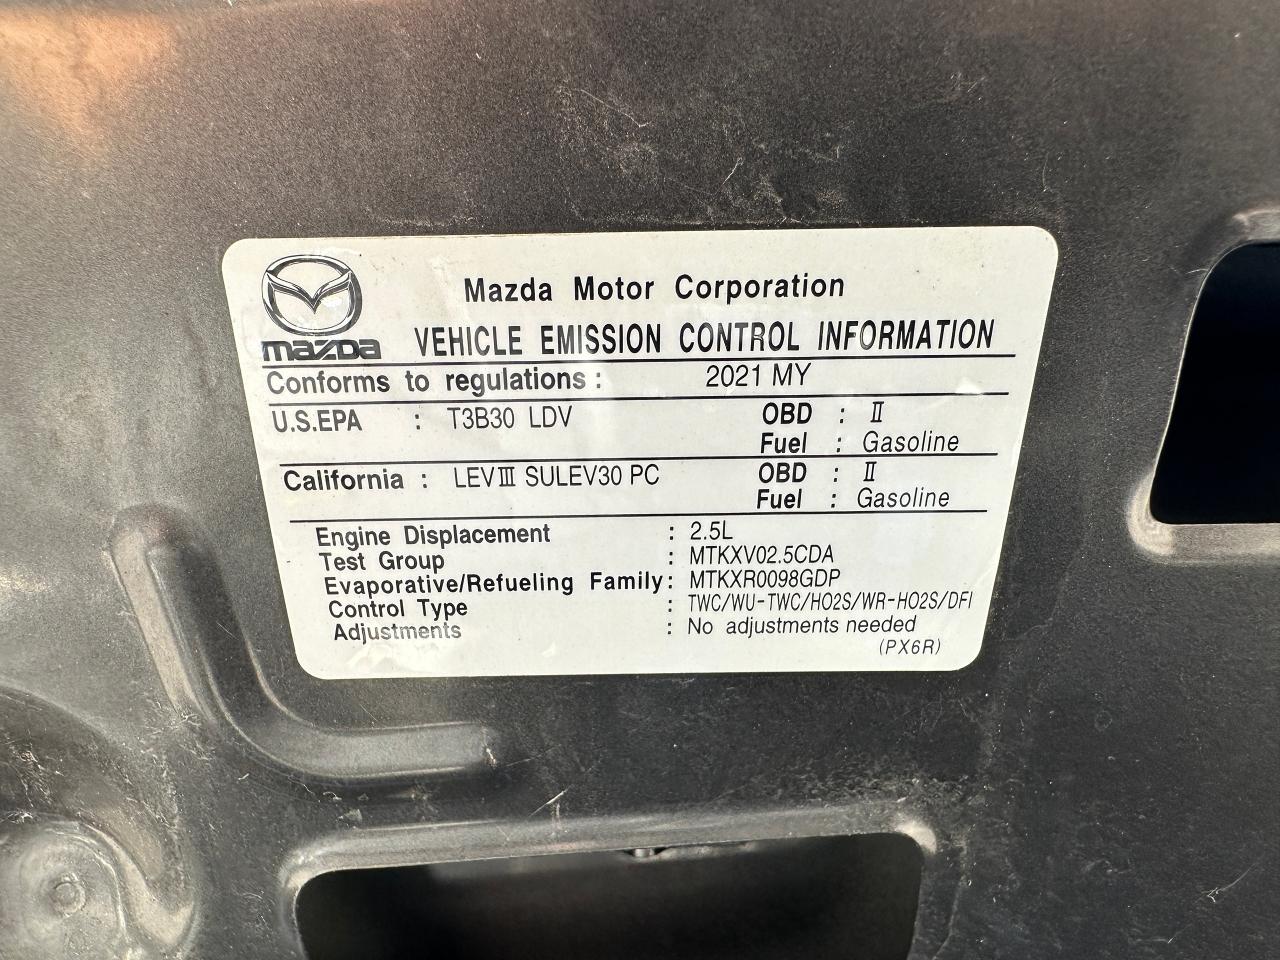 mazda
Mazda Motor Corporation
VEHICLE EMISSION CONTROL INFORMATION
Conforms to regulations : 2021 MY
U.S.EPA : T3B30 LDV OBD : II
Fuel : Gasoline
California : LEV III SULEV30 PC OBD : II
Fuel : Gasoline
Engine Displacement : 2.5L
Test Group : MTKXV02.5CDA
Evaporative/Refueling Family : MTKXR0098GDP
Control Type : TWC/WU-TWC/HO2S/WR-HO2S/DFI
Adjustments : No adjustments needed
(PX6R)